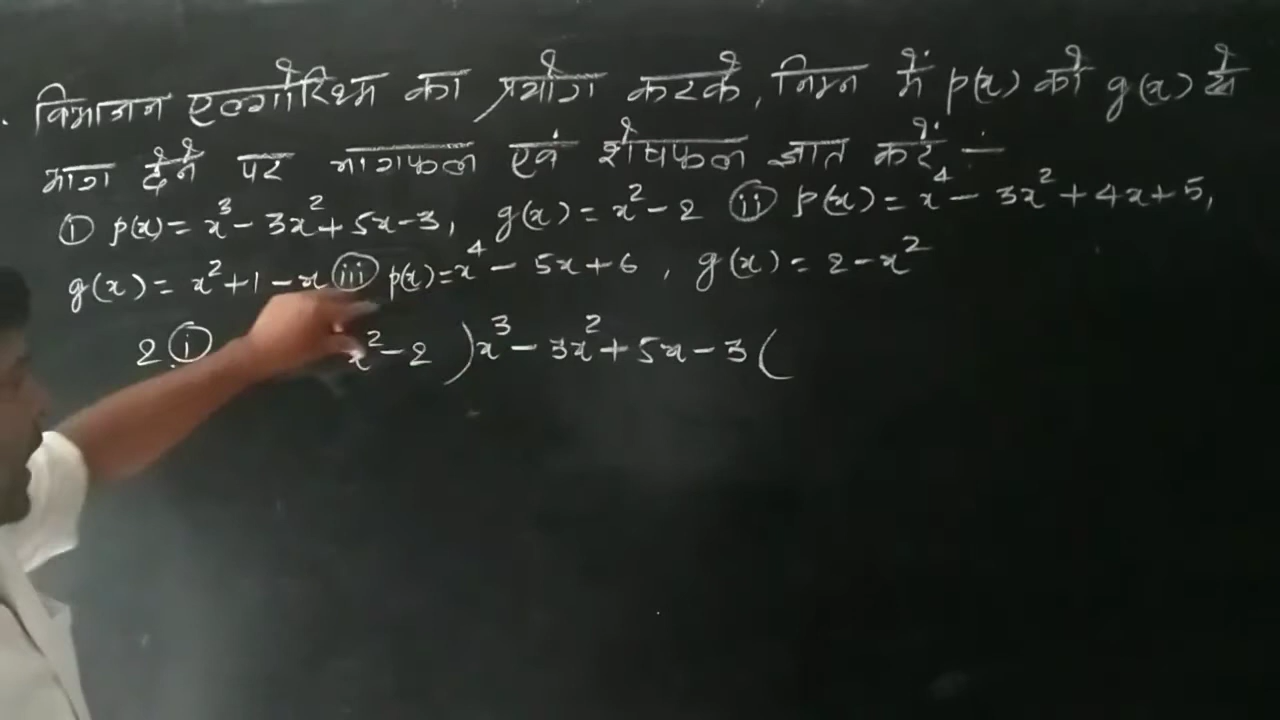 . विभाजन एल्गोरिथ्म का प्रयोग करके, निम्न में p(x) को g(x) से
भाग देने पर भागफल एवं शेषफल ज्ञात करें ÷
(i) p(x) = x³ - 3x² + 5x - 3, g(x) = x² - 2 (ii) p(x) = x⁴ - 3x² + 4x + 5,
g(x) = x² + 1 - x (iii) p(x) = x⁴ - 5x + 6 , g(x) = 2 - x²
2. (i) x² - 2 ) x³ - 3x² + 5x - 3 (